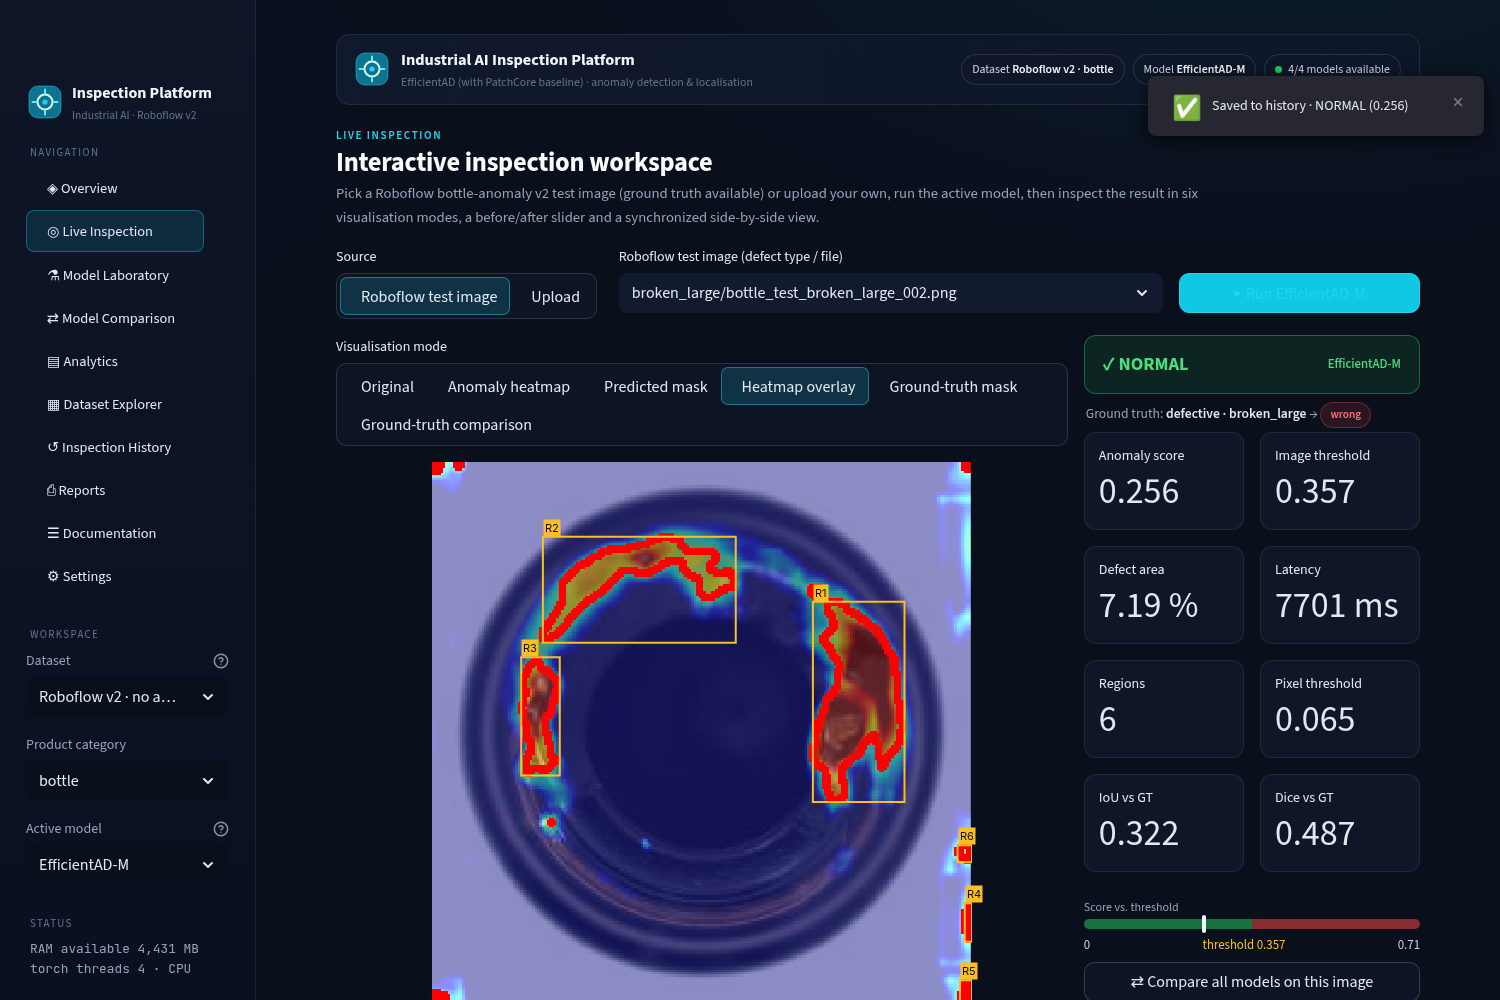 Inspection Platform
Industrial AI · Roboflow v2
NAVIGATION
◈ Overview
◎ Live Inspection
⚗ Model Laboratory
⇄ Model Comparison
▤ Analytics
▦ Dataset Explorer
↺ Inspection History
⎙ Reports
☰ Documentation
⚙ Settings
WORKSPACE
Dataset
Roboflow v2 · no a...
Product category
bottle
Active model
EfficientAD-M
STATUS
RAM available 4,431 MB
torch threads 4 · CPU
Industrial AI Inspection Platform
EfficientAD (with PatchCore baseline) · anomaly detection & localisation
Dataset Roboflow v2 · bottle
Model EfficientAD-M
4/4 models available
✅ Saved to history · NORMAL (0.256) ×
LIVE INSPECTION
Interactive inspection workspace
Pick a Roboflow bottle-anomaly v2 test image (ground truth available) or upload your own, run the active model, then inspect the result in six
visualisation modes, a before/after slider and a synchronized side-by-side view.
Source
Roboflow test image
Upload
Roboflow test image (defect type / file)
broken_large/bottle_test_broken_large_002.png
▸ Run EfficientAD-M
Visualisation mode
Original
Anomaly heatmap
Predicted mask
Heatmap overlay
Ground-truth mask
Ground-truth comparison
R2
R1
R3
R6
R4
R5
✓ NORMAL
EfficientAD-M
Ground truth: defective · broken_large → wrong
Anomaly score
0.256
Image threshold
0.357
Defect area
7.19 %
Latency
7701 ms
Regions
6
Pixel threshold
0.065
IoU vs GT
0.322
Dice vs GT
0.487
Score vs. threshold
0
threshold 0.357
0.71
⇄ Compare all models on this image